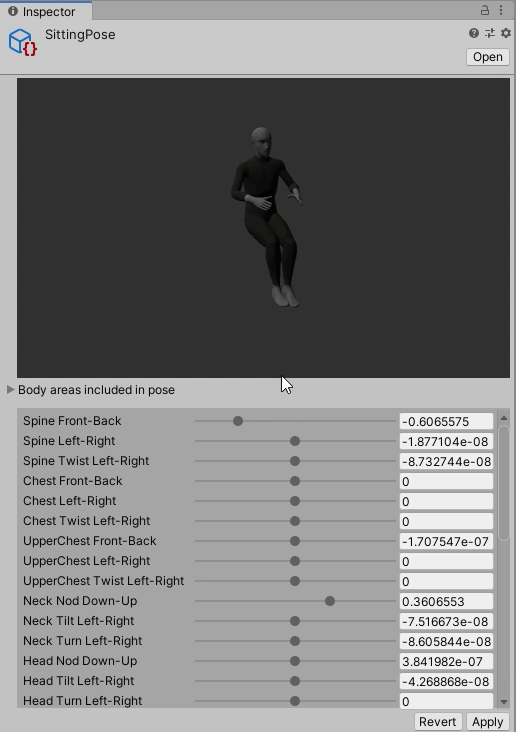 Inspector
SittingPose
Open
Body areas included in pose
Spine Front-Back -0.6065575
Spine Left-Right -1.877104e-08
Spine Twist Left-Right -8.732744e-08
Chest Front-Back 0
Chest Left-Right 0
Chest Twist Left-Right 0
UpperChest Front-Back -1.707547e-07
UpperChest Left-Right 0
UpperChest Twist Left-Right 0
Neck Nod Down-Up 0.3606553
Neck Tilt Left-Right -7.516673e-08
Neck Turn Left-Right -8.605844e-08
Head Nod Down-Up 3.841982e-07
Head Tilt Left-Right -4.268868e-08
Head Turn Left-Right 0
Revert Apply